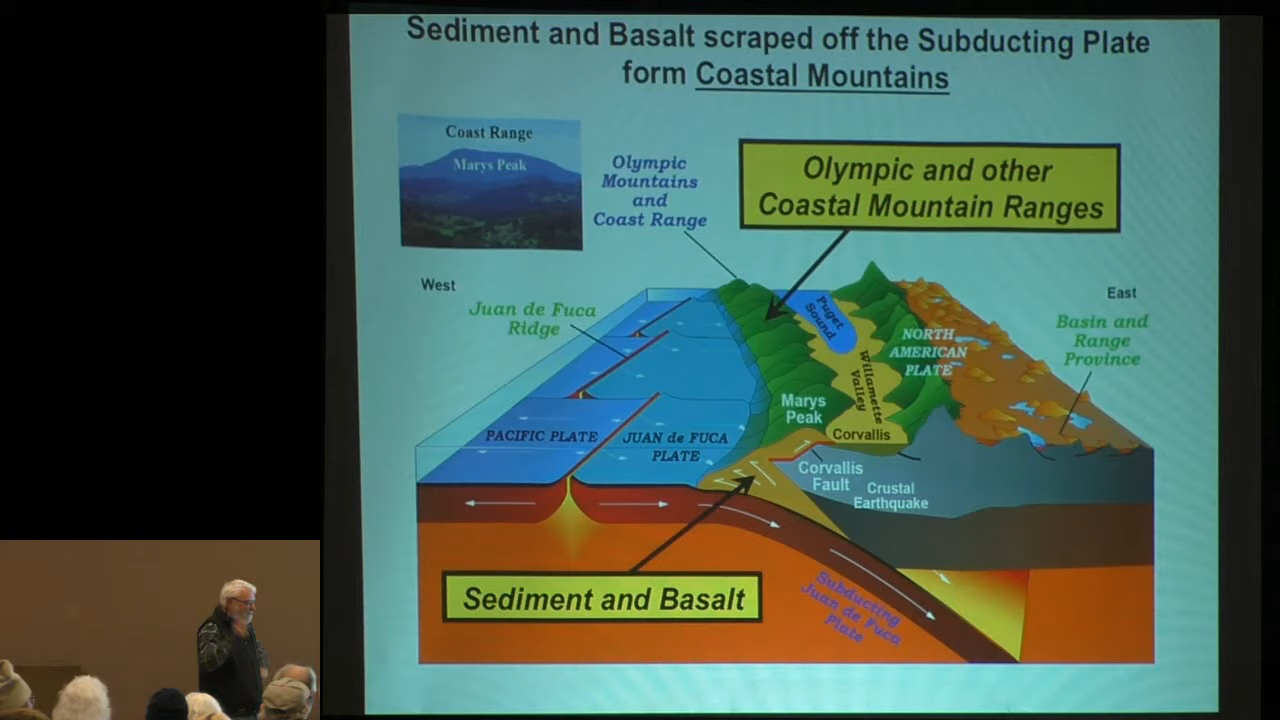 Sediment and Basalt scraped off the Subducting Plate
form Coastal Mountains
Coast Range
Marys Peak
Olympic
Mountains
and
Coast Range
Olympic and other
Coastal Mountain Ranges
West
East
Juan de Fuca
Ridge
Basin and
Range
Province
Puget
Sound
NORTH
AMERICAN
PLATE
Willamette
Valley
Marys
Peak
Corvallis
PACIFIC PLATE
JUAN de FUCA
PLATE
Corvallis
Fault
Crustal
Earthquake
Sediment and Basalt
Subducting
Juan de Fuca
Plate